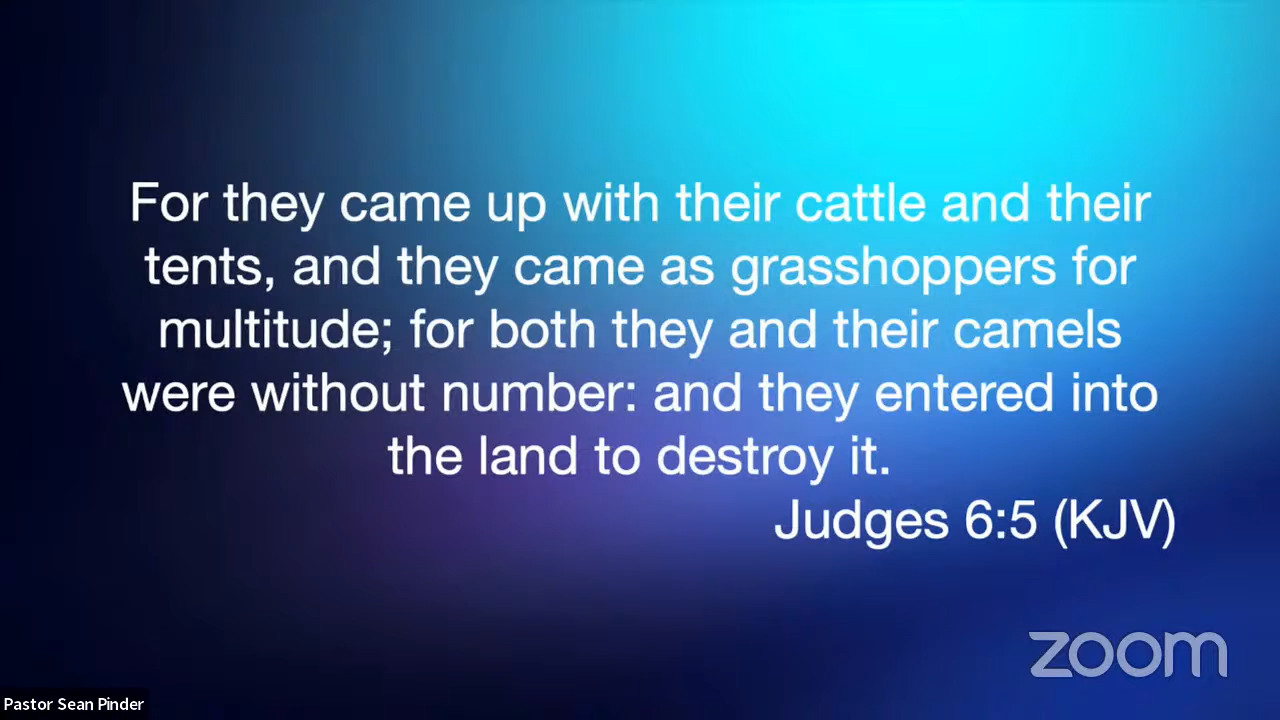 For they came up with their cattle and their
tents, and they came as grasshoppers for
multitude; for both they and their camels
were without number: and they entered into
the land to destroy it.
Judges 6:5 (KJV)
zoom
Pastor Sean Pinder